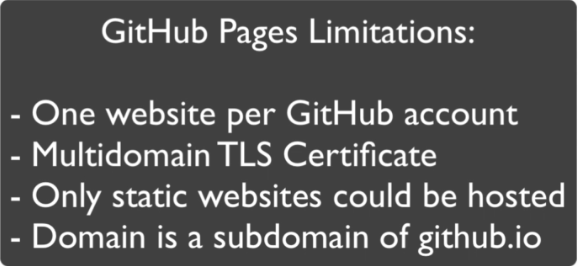 GitHub Pages Limitations:
- One website per GitHub account
- Multidomain TLS Certificate
- Only static websites could be hosted
- Domain is a subdomain of github.io